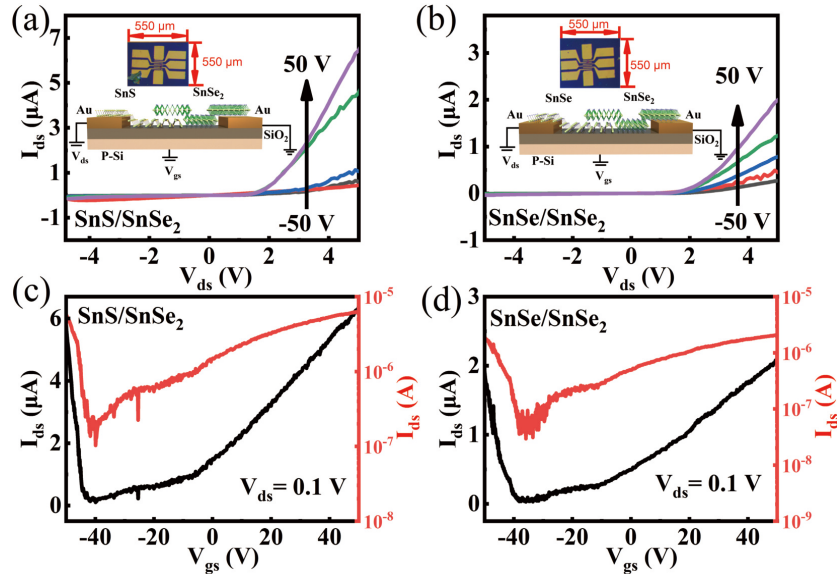 (a)
550 μm
550 μm
SnS
SnSe2
Au
Au
SiO2
Vds
P-Si
Vgs
50 V
-50 V
SnS/SnSe2
Ids (μA)
7
5
3
1
-1
-4
-2
0
2
4
Vds (V)
(b)
550 μm
550 μm
SnSe
SnSe2
Au
Au
SiO2
Vds
P-Si
Vgs
50 V
-50 V
SnSe/SnSe2
Ids (μA)
3
2
1
0
-1
-4
-2
0
2
4
Vds (V)
(c)
SnS/SnSe2
Vds= 0.1 V
Ids (μA)
6
4
2
0
-40
-20
0
20
40
Vgs (V)
10-5
10-6
10-7
10-8
Ids (A)
(d)
SnSe/SnSe2
Vds= 0.1 V
Ids (μA)
3
2
1
0
-40
-20
0
20
40
Vgs (V)
10-5
10-6
10-7
10-8
10-9
Ids (A)